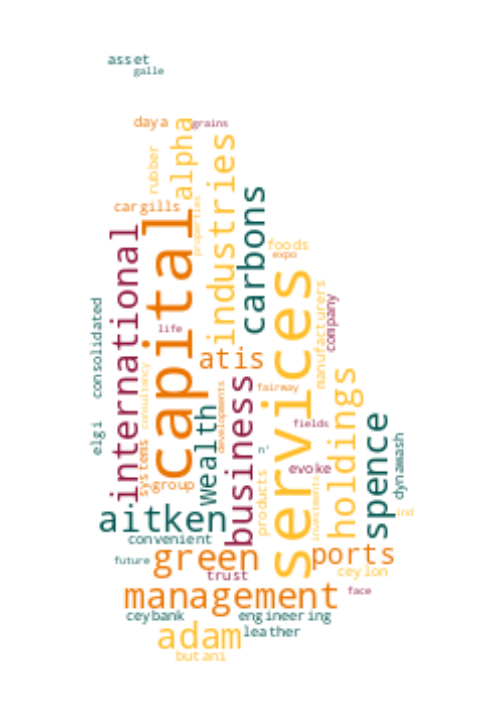 asset
galle
daya
grains
alpha
rubber
industries
cargills
carbons
properties
capital
international
foods
expo
services
manufacturers
company
consolidated
life
atis
consultancy
holdings
business
developments
fairway
wealth
spence
fields
elgi
dynawash
systems
n'
evoke
products
investments
group
aitken
ind
convenient
green
ports
future
trust
ceylon
management
face
ceybank
engineering
adam
leather
butani